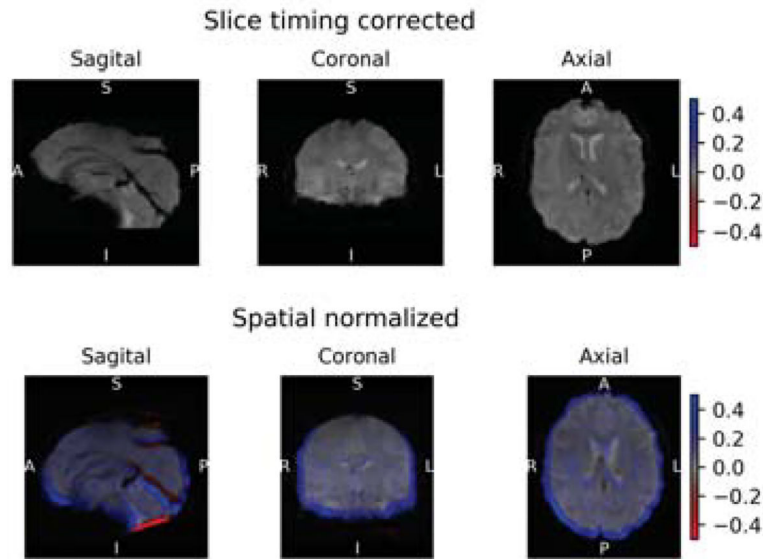 Slice timing corrected
Sagital Coronal Axial
S S A
0.4
0.2
A P R L R L 0.0
−0.2
−0.4
I I P
Spatial normalized
Sagital Coronal Axial
S S A
0.4
0.2
A P R L R L 0.0
−0.2
−0.4
I I P